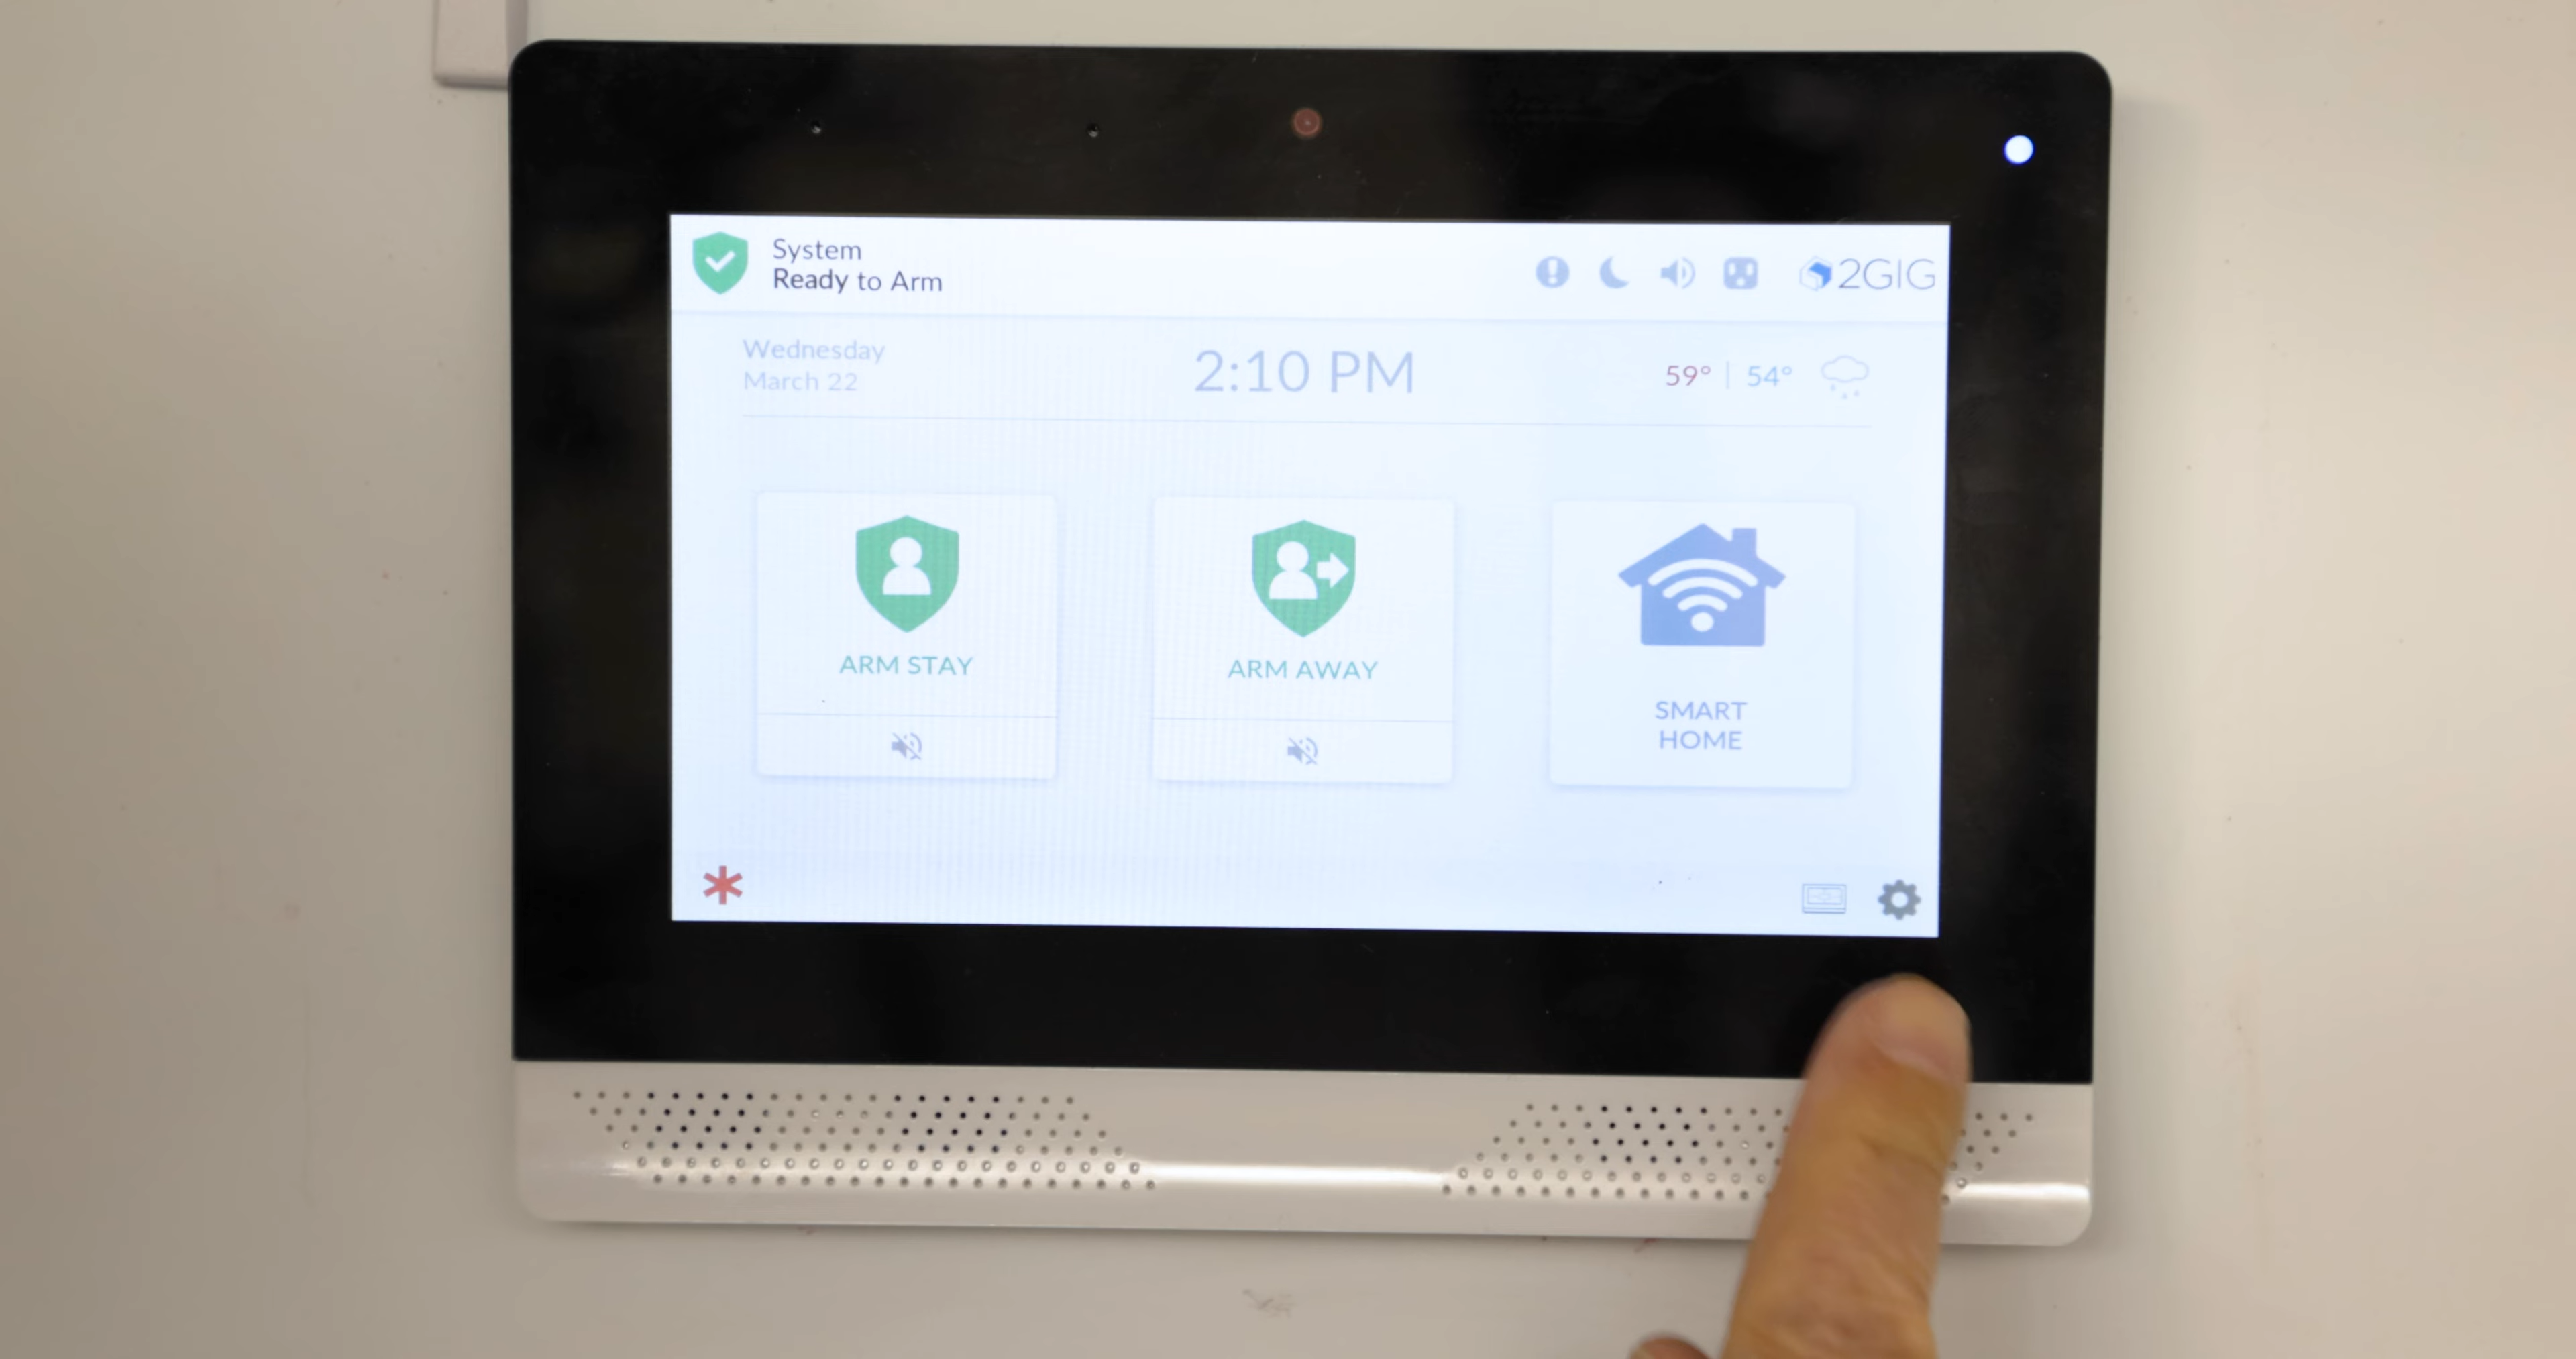 System
Ready to Arm
2GIG
Wednesday
March 22
2:10 PM
59° | 54°
ARM STAY
ARM AWAY
SMART
HOME